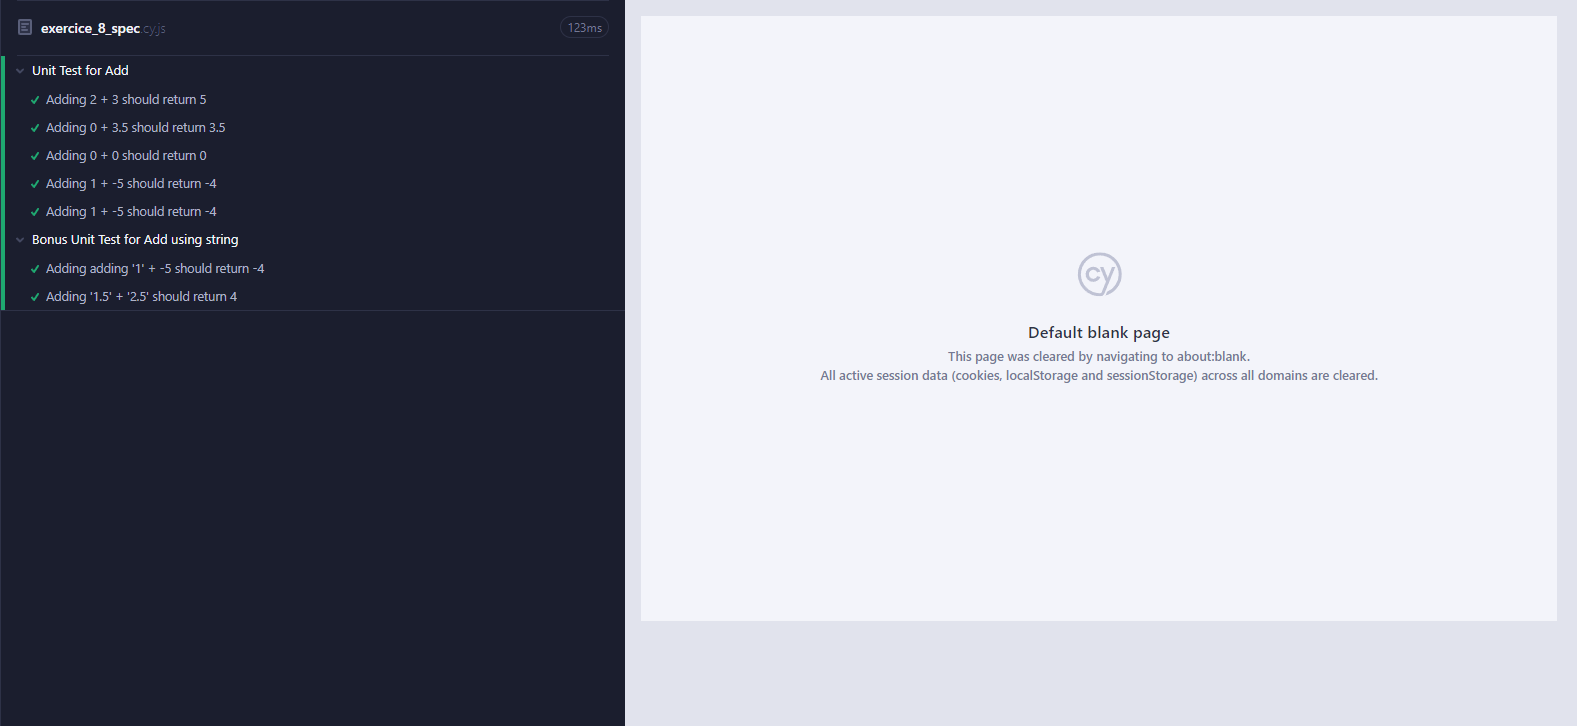 exercice_8_spec.cy.js
123ms
Unit Test for Add
Adding 2 + 3 should return 5
Adding 0 + 3.5 should return 3.5
Adding 0 + 0 should return 0
Adding 1 + -5 should return -4
Adding 1 + -5 should return -4
Bonus Unit Test for Add using string
Adding adding '1' + -5 should return -4
Adding '1.5' + '2.5' should return 4
cy
Default blank page
This page was cleared by navigating to about:blank.
All active session data (cookies, localStorage and sessionStorage) across all domains are cleared.